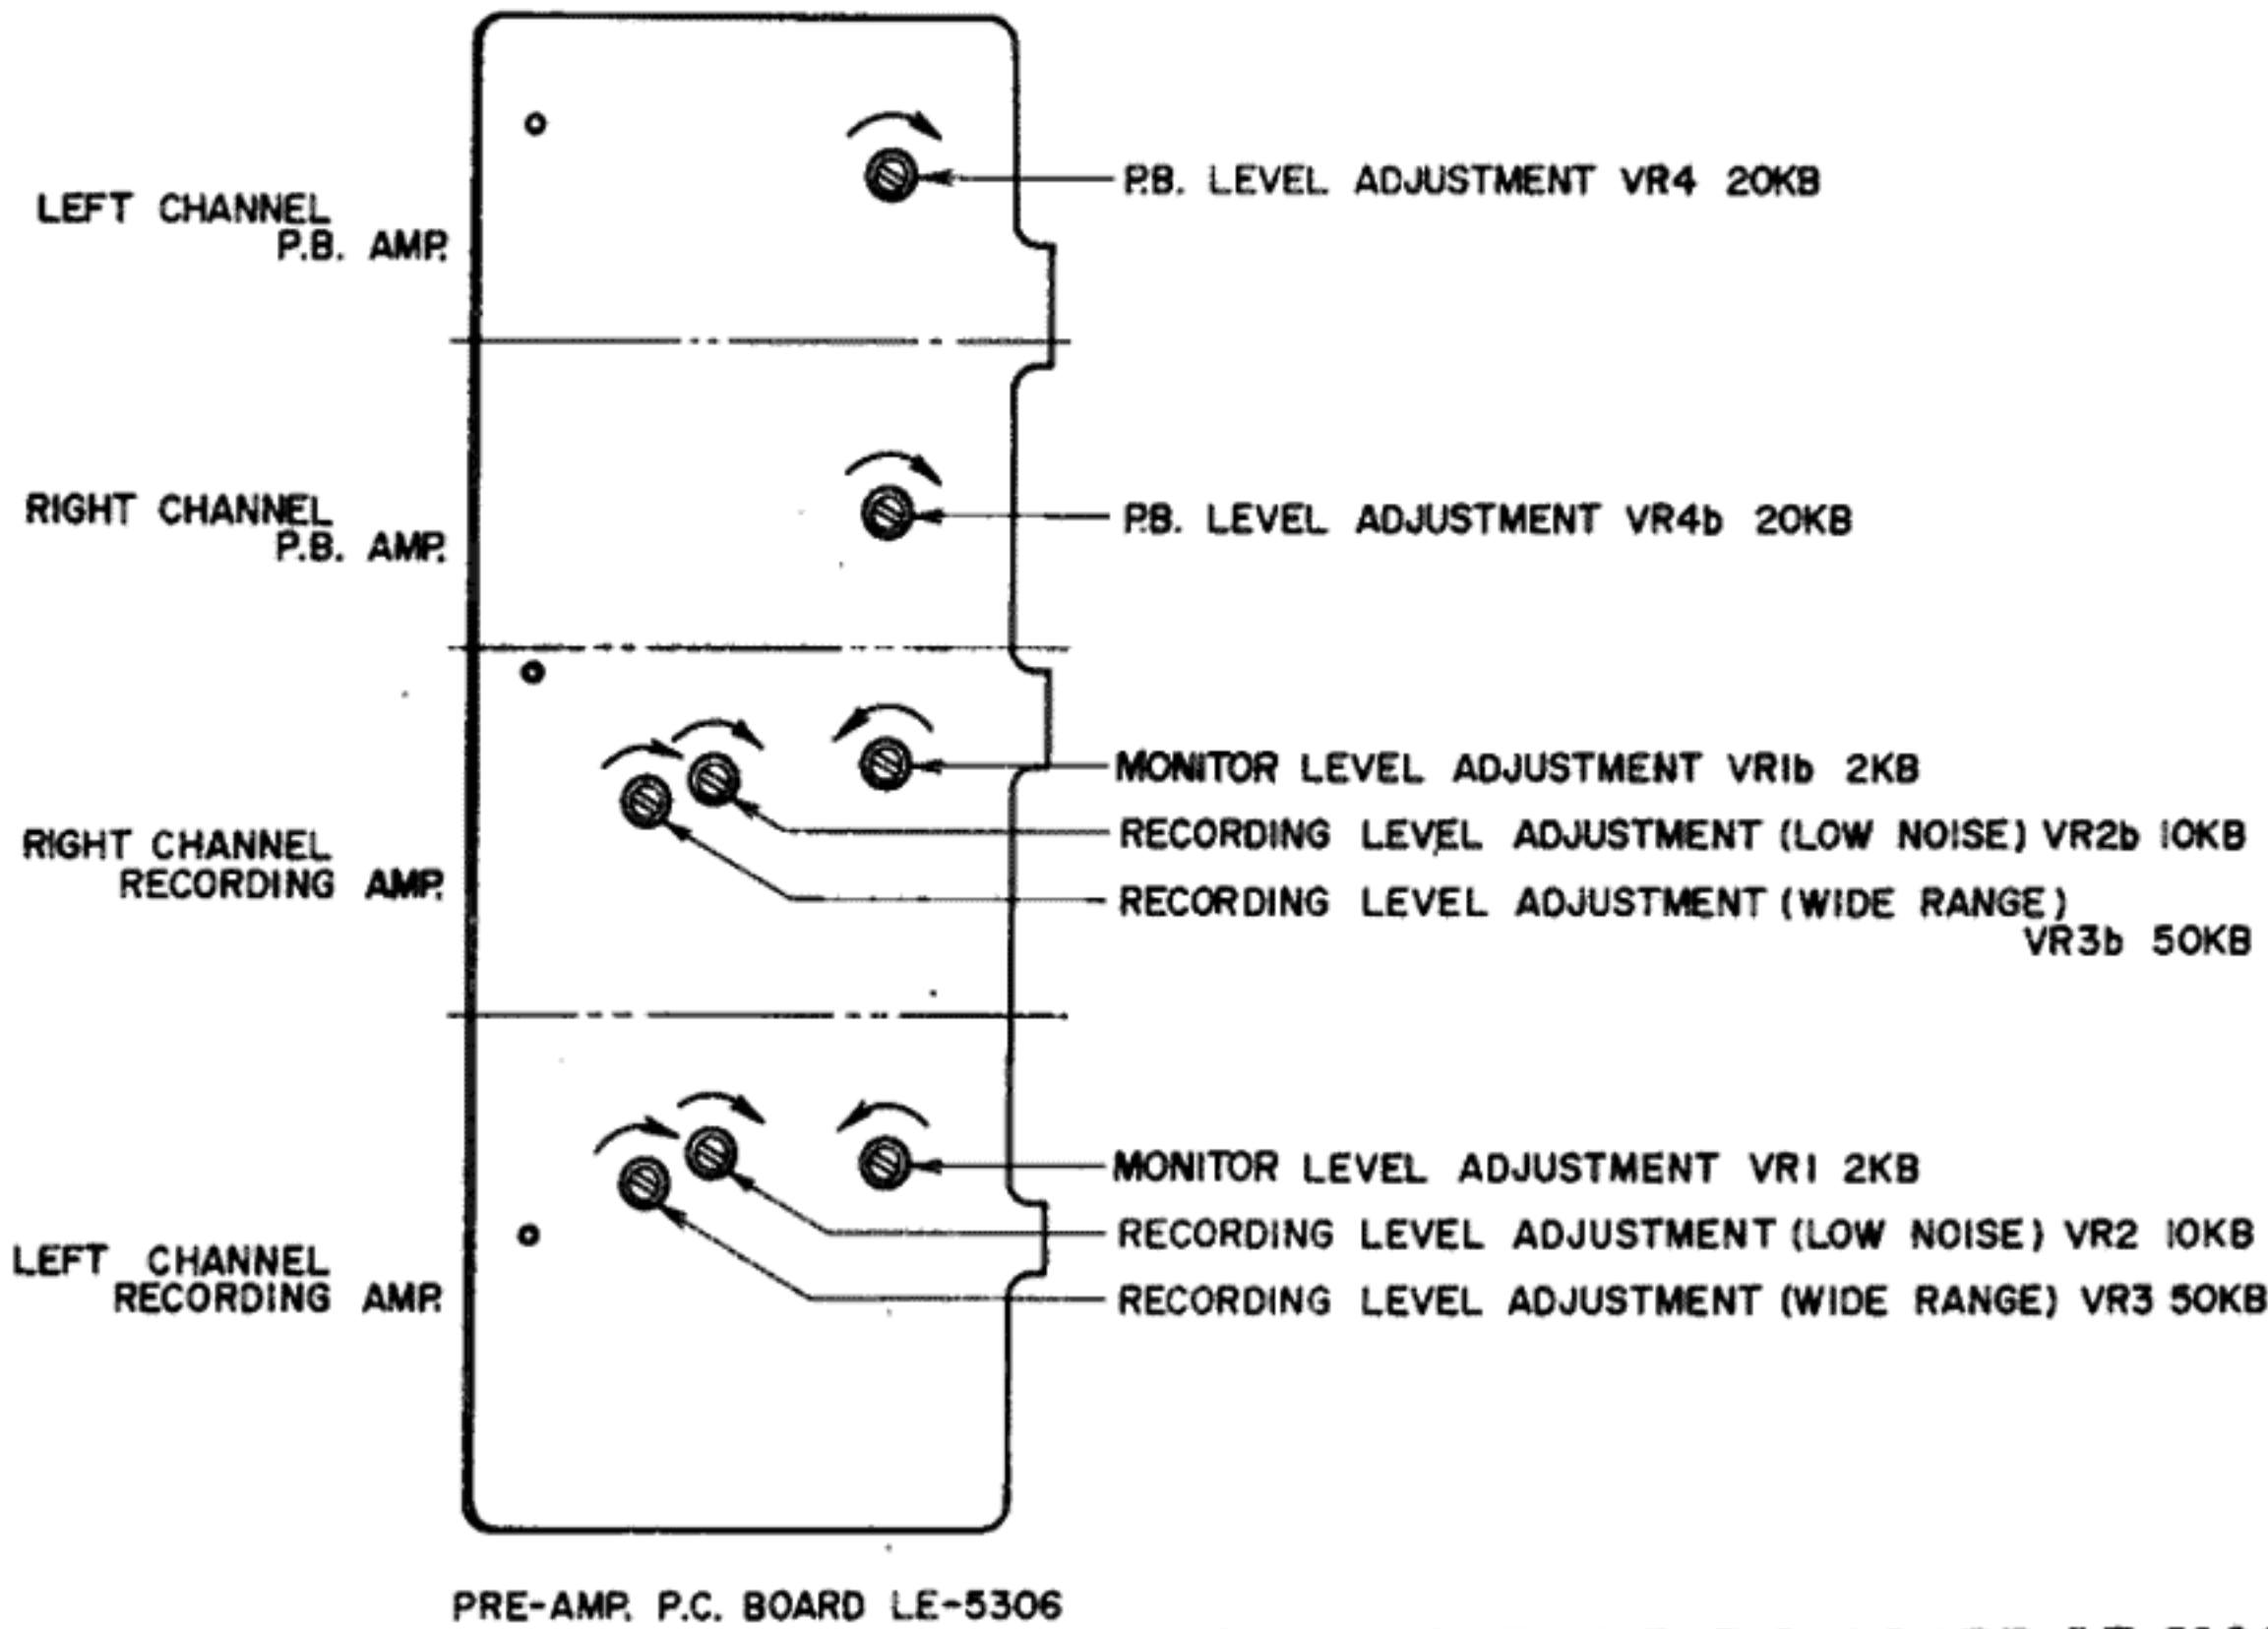 LEFT CHANNEL
P.B. AMP.
P.B. LEVEL ADJUSTMENT VR4 20KB
RIGHT CHANNEL
P.B. AMP.
P.B. LEVEL ADJUSTMENT VR4b 20KB
RIGHT CHANNEL
RECORDING AMP.
MONITOR LEVEL ADJUSTMENT VR1b 2KB
RECORDING LEVEL ADJUSTMENT (LOW NOISE) VR2b 10KB
RECORDING LEVEL ADJUSTMENT (WIDE RANGE)
VR3b 50KB
LEFT CHANNEL
RECORDING AMP.
MONITOR LEVEL ADJUSTMENT VR1 2KB
RECORDING LEVEL ADJUSTMENT (LOW NOISE) VR2 10KB
RECORDING LEVEL ADJUSTMENT (WIDE RANGE) VR3 50KB
PRE-AMP. P.C. BOARD LE-5306